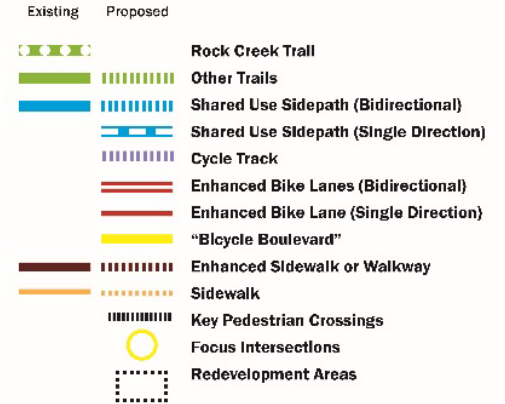 Existing Proposed
Rock Creek Trail
Other Trails
Shared Use Sidepath (Bidirectional)
Shared Use Sidepath (Single Direction)
Cycle Track
Enhanced Bike Lanes (Bidirectional)
Enhanced Bike Lane (Single Direction)
“Bicycle Boulevard”
Enhanced Sidewalk or Walkway
Sidewalk
Key Pedestrian Crossings
Focus Intersections
Redevelopment Areas